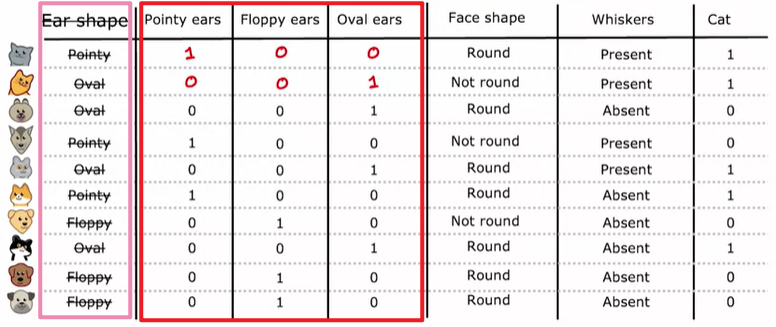 Ear shape Pointy ears Floppy ears Oval ears Face shape Whiskers Cat
Pointy 1 0 0 Round Present 1
Oval 0 0 1 Not round Present 1
Oval 0 0 1 Round Absent 0
Pointy 1 0 0 Not round Present 0
Oval 0 0 1 Round Present 1
Pointy 1 0 0 Round Absent 1
Floppy 0 1 0 Not round Absent 0
Oval 0 0 1 Round Absent 1
Floppy 0 1 0 Round Absent 0
Floppy 0 1 0 Round Absent 0